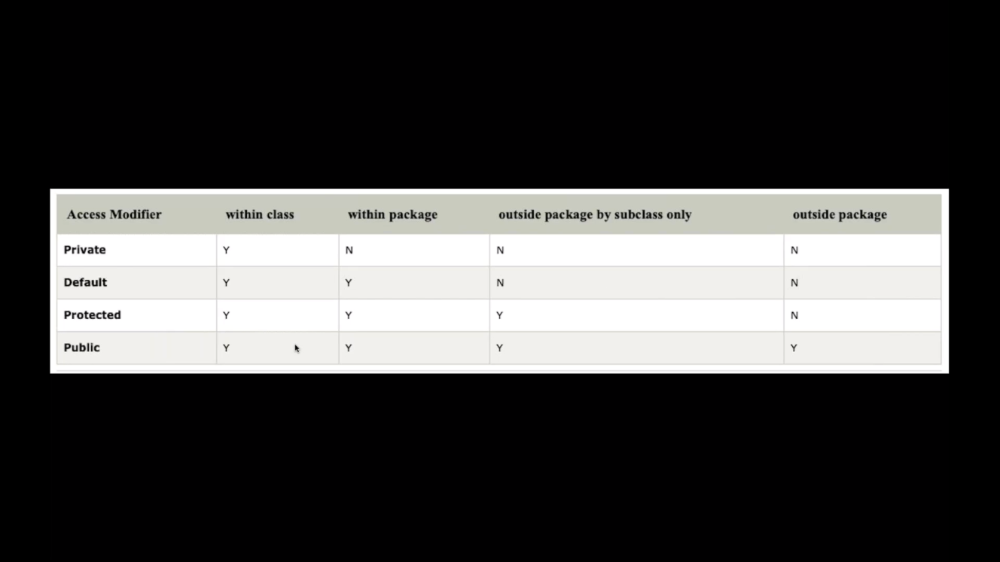 Access Modifier within class within package outside package by subclass only outside package
Private Y N N N
Default Y Y N N
Protected Y Y Y N
Public Y Y Y Y